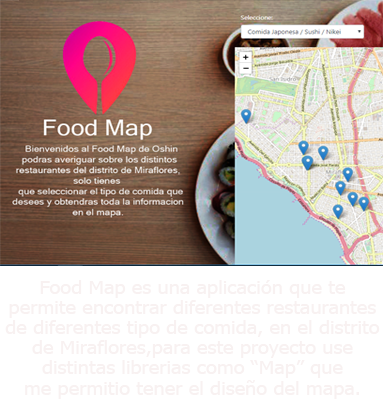 Seleccione:
Comida Japonesa / Sushi / Nikei
+
-
Food Map
Bienvenidos al Food Map de Oshin
podras averiguar sobre los distintos
restaurantes del distrito de Miraflores,
solo tienes
que seleccionar el tipo de comida que
desees y obtendras toda la informacion
en el mapa.
Food Map es una aplicación que te
permite encontrar diferentes restaurantes
de diferentes tipo de comida, en el distrito
de Miraflores,para este proyecto use
distintas librerias como “Map” que
me permitio tener el diseño del mapa.